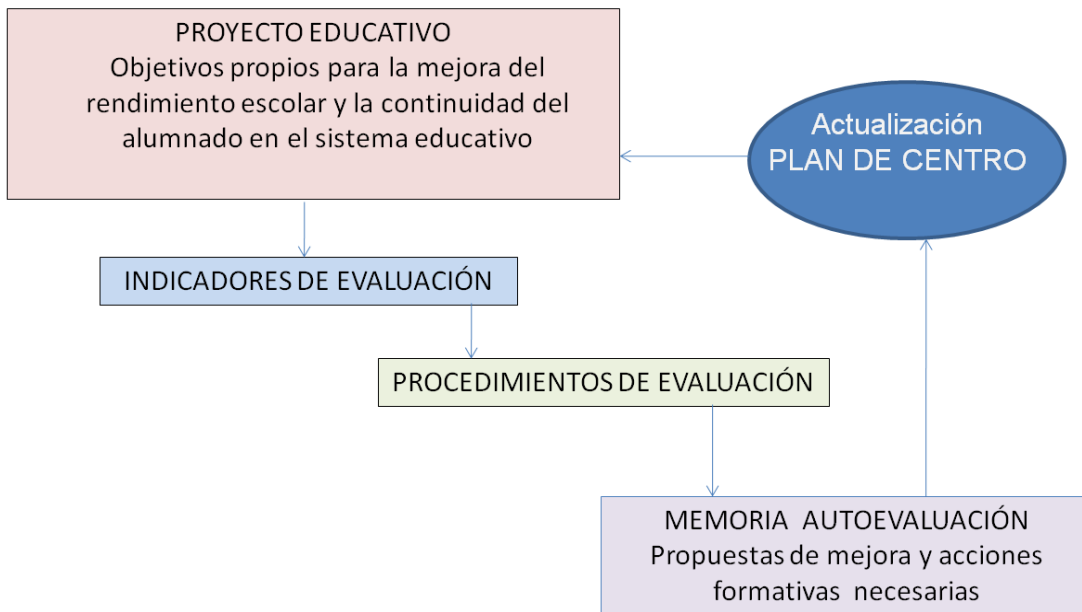 PROYECTO EDUCATIVO
Objetivos propios para la mejora del
rendimiento escolar y la continuidad del
alumnado en el sistema educativo
Actualización
PLAN DE CENTRO
INDICADORES DE EVALUACIÓN
PROCEDIMIENTOS DE EVALUACIÓN
MEMORIA AUTOEVALUACIÓN
Propuestas de mejora y acciones
formativas necesarias